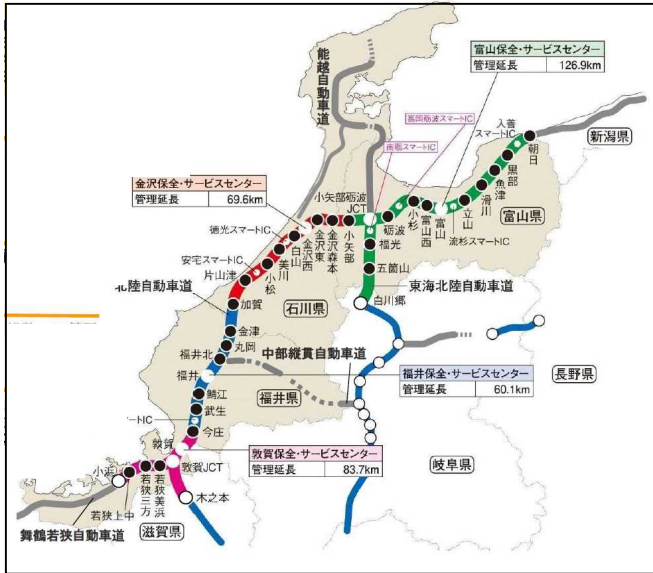 富山保全・サービスセンター
管理延長 126.9km
能越自動車道
高岡砺波スマートIC
南砺スマートIC
入善
スマートIC
朝日
新潟県
黒部
魚津
滑川
立山
流杉スマートIC
富山県
富山
富山西
小杉
砺波
金沢保全・サービスセンター
管理延長 69.6km
小矢部砺波
JCT
小矢部
金沢森本
金沢東
金沢西
白山
徳光スマートIC
美川
小松
安宅スマートIC
片山津
福光
五箇山
白川郷
東海北陸自動車道
北陸自動車道
石川県
加賀
金津
丸岡
福井北
中部縦貫自動車道
福井
福井県
福井保全・サービスセンター
管理延長 60.1km
長野県
鯖江
武生
ートIC
今庄
敦賀
敦賀保全・サービスセンター
管理延長 83.7km
敦賀JCT
岐阜県
小浜
若狭美浜
若狭三方
若狭上中
木之本
舞鶴若狭自動車道
滋賀県